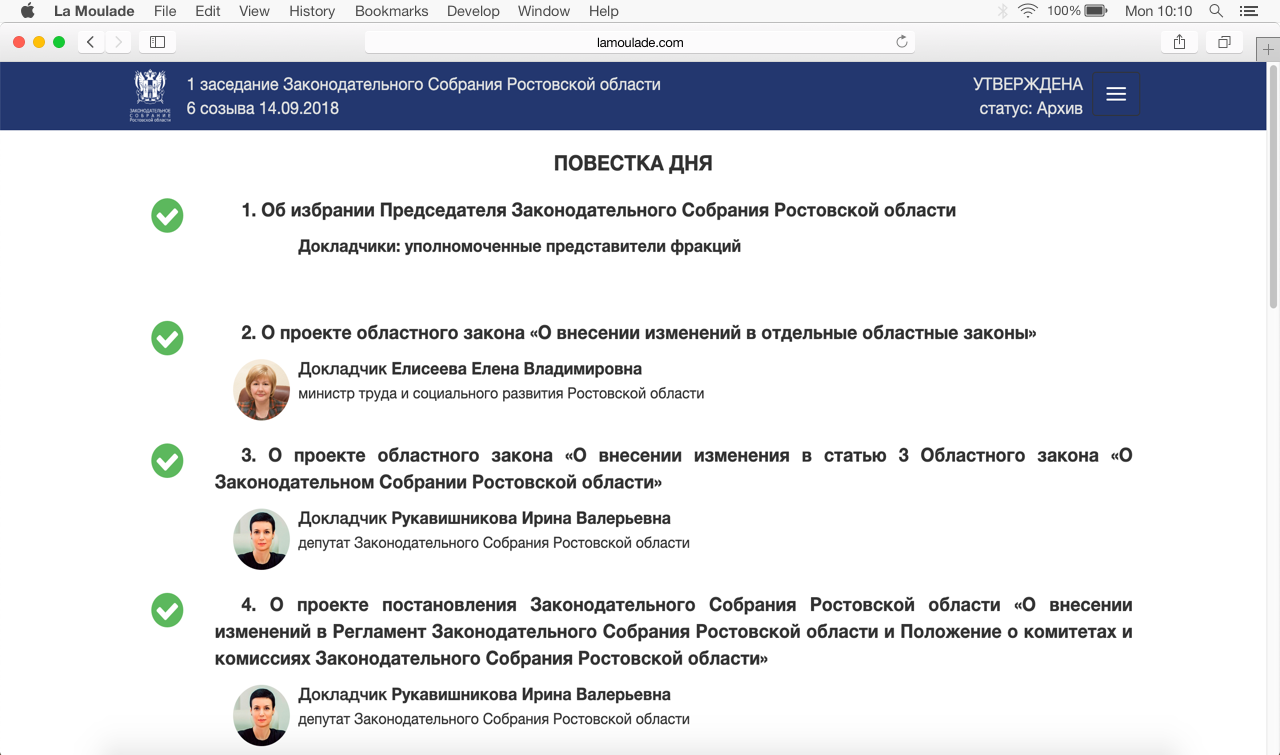 La Moulade File Edit View History Bookmarks Develop Window Help 100% Mon 10:10
lamoulade.com
ЗАКОНОДАТЕЛЬНОЕ
СОБРАНИЕ
Ростовской области
1 заседание Законодательного Собрания Ростовской области
6 созыва 14.09.2018
УТВЕРЖДЕНА
статус: Архив
ПОВЕСТКА ДНЯ
1. Об избрании Председателя Законодательного Собрания Ростовской области
Докладчики: уполномоченные представители фракций
2. О проекте областного закона «О внесении изменений в отдельные областные законы»
Докладчик Елисеева Елена Владимировна
министр труда и социального развития Ростовской области
3. О проекте областного закона «О внесении изменения в статью 3 Областного закона «О
Законодательном Собрании Ростовской области»
Докладчик Рукавишникова Ирина Валерьевна
депутат Законодательного Собрания Ростовской области
4. О проекте постановления Законодательного Собрания Ростовской области «О внесении
изменений в Регламент Законодательного Собрания Ростовской области и Положение о комитетах и
комиссиях Законодательного Собрания Ростовской области»
Докладчик Рукавишникова Ирина Валерьевна
депутат Законодательного Собрания Ростовской области